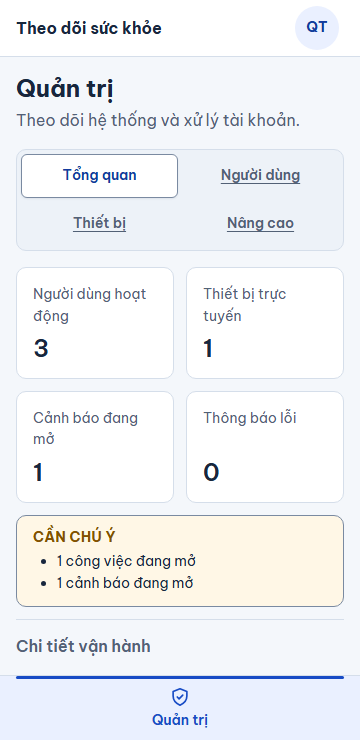 Theo dõi sức khỏe
QT
Quản trị
Theo dõi hệ thống và xử lý tài khoản.
Tổng quan
Người dùng
Thiết bị
Nâng cao
Người dùng hoạt
động
3
Thiết bị trực
tuyến
1
Cảnh báo đang
mở
1
Thông báo lỗi
0
CẦN CHÚ Ý
• 1 công việc đang mở
• 1 cảnh báo đang mở
Chi tiết vận hành
Quản trị